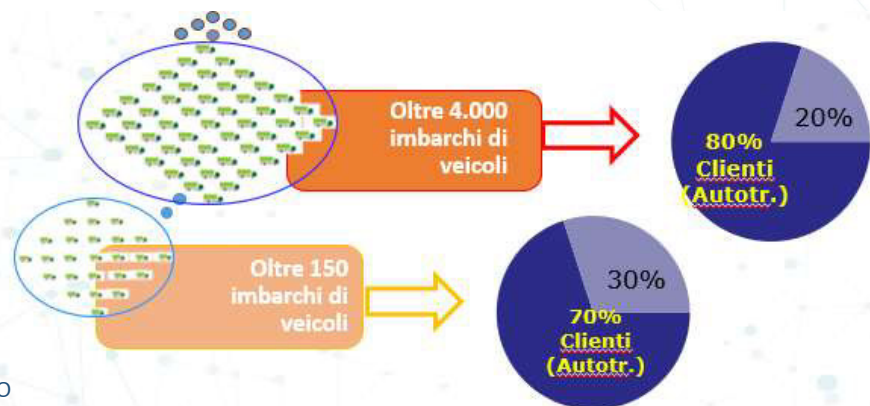 Oltre 4.000
imbarchi di
veicoli
20%
80%
Clienti
(Autotr.)
Oltre 150
imbarchi di
veicoli
30%
70%
Clienti
(Autotr.)
o